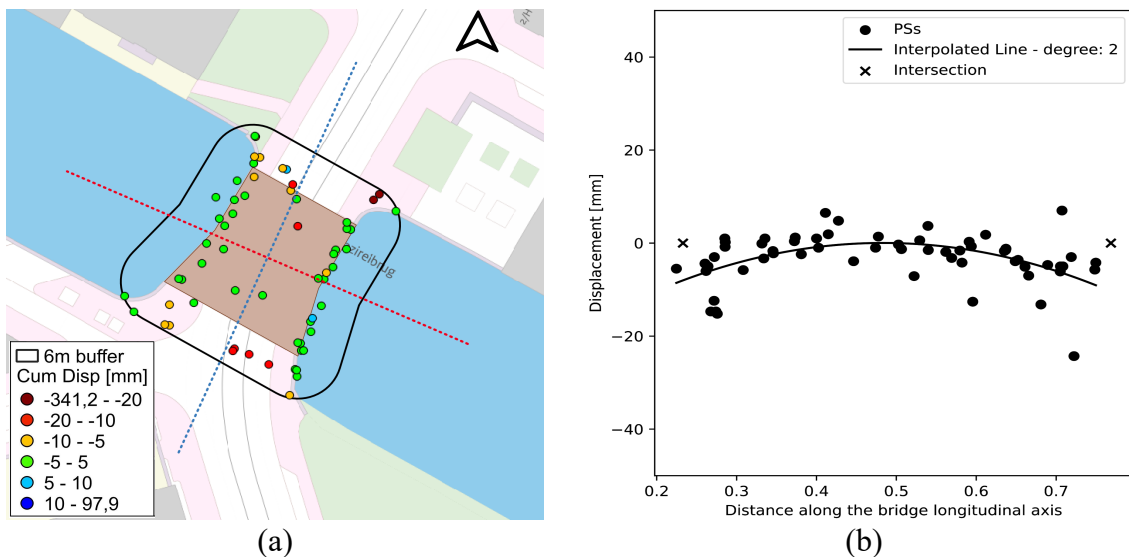 s/H
zireibrug
6m buffer
Cum Disp [mm]
-341,2 - -20
-20 - -10
-10 - -5
-5 - 5
5 - 10
10 - 97,9
(a)
PSs
Interpolated Line - degree: 2
Intersection
40
20
0
−20
−40
Displacement [mm]
0.2 0.3 0.4 0.5 0.6 0.7
Distance along the bridge longitudinal axis
(b)